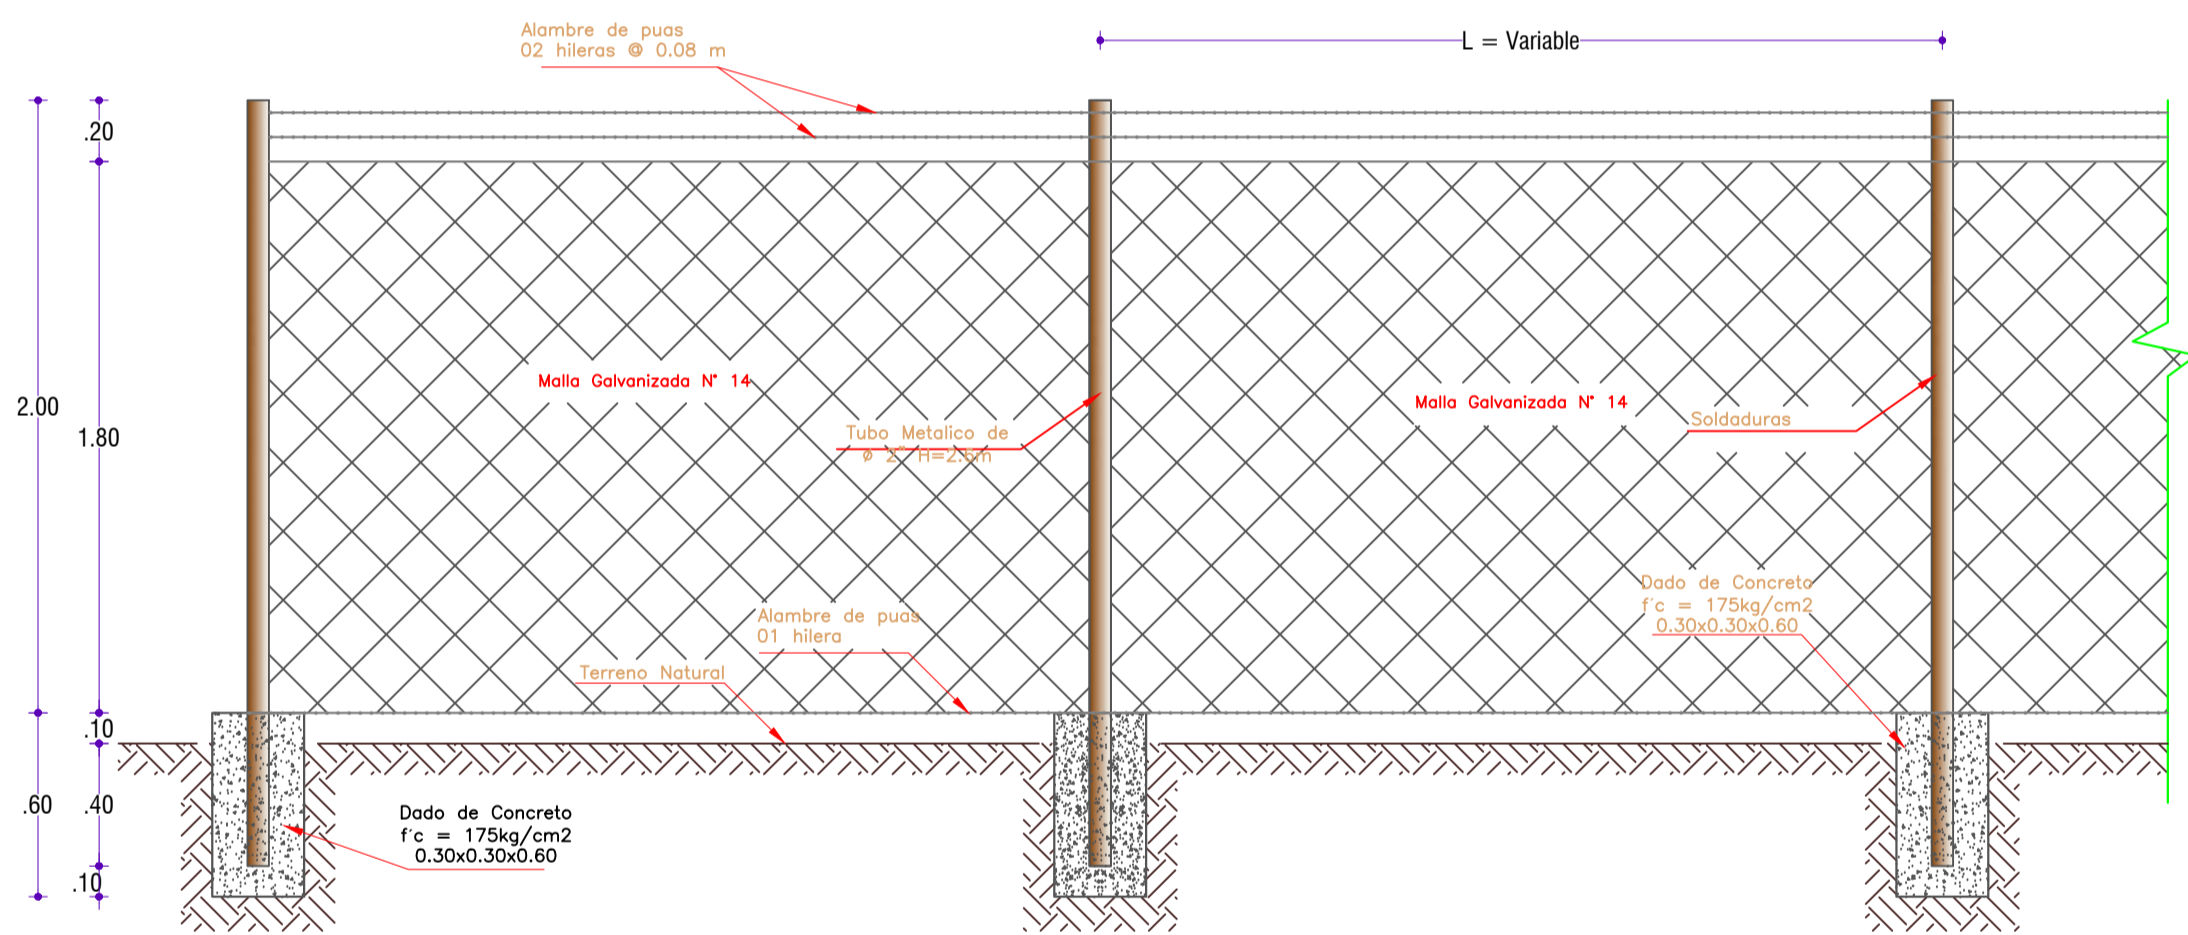 Alambre de puas
02 hileras @ 0.08 m
L = Variable
.20
2.00
1.80
Malla Galvanizada N° 14
Malla Galvanizada N° 14
Tubo Metalico de
ø 2" H=2.6m
Soldaduras
Alambre de puas
01 hilera
Dado de Concreto
f'c = 175kg/cm2
0.30x0.30x0.60
Terreno Natural
.10
.60
.40
Dado de Concreto
f'c = 175kg/cm2
0.30x0.30x0.60
.10